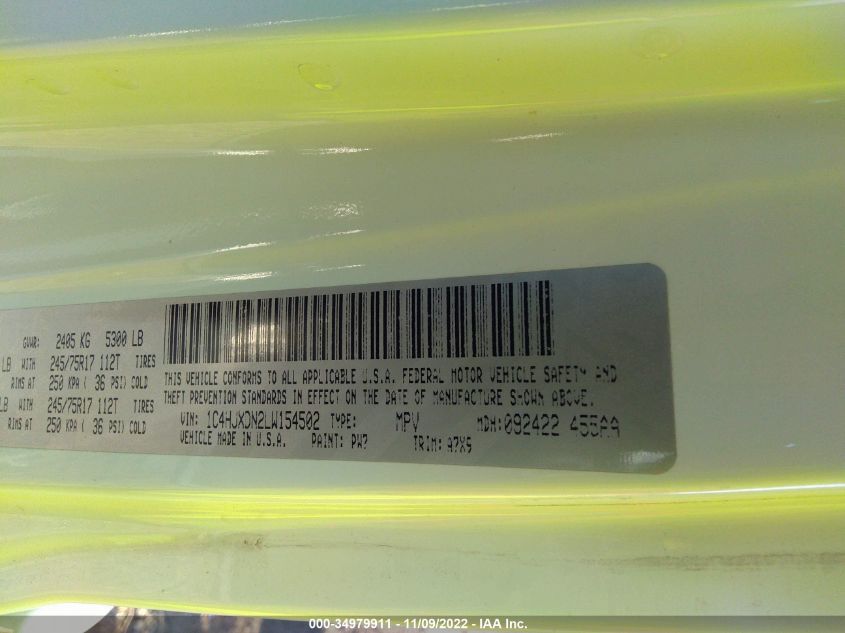 GVWR: 2405 KG 5300 LB
LB WITH 245/75R17 112T TIRES
RIMS AT 250 KPA ( 36 PSI) COLD
LB WITH 245/75R17 112T TIRES
RIMS AT 250 KPA ( 36 PSI) COLD
THIS VEHICLE CONFORMS TO ALL APPLICABLE U.S.A. FEDERAL MOTOR VEHICLE SAFETY AND
THEFT PREVENTION STANDARDS IN EFFECT ON THE DATE OF MANUFACTURE SHOWN ABOVE.
VIN: 1C4HJXDN2LW154502 TYPE: MPV MDH: 092422 455AA
VEHICLE MADE IN U.S.A. PAINT: PW7 TRIM: A7X9
000-34979911 - 11/09/2022 - IAA Inc.